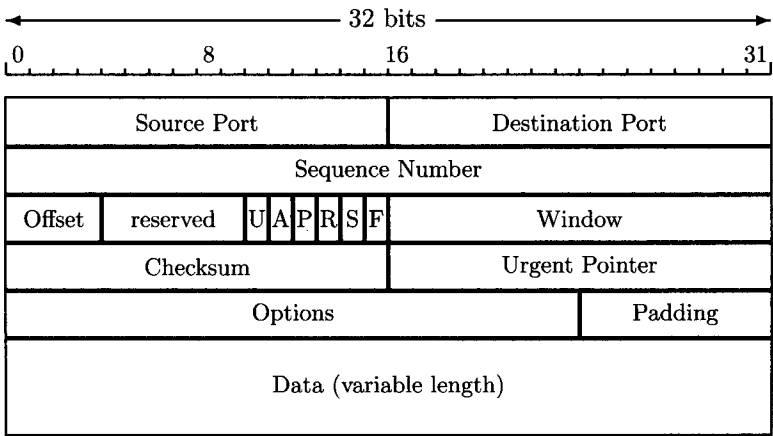 32 bits
0 8 16 31
Source Port Destination Port
Sequence Number
Offset reserved U A P R S F Window
Checksum Urgent Pointer
Options Padding
Data (variable length)